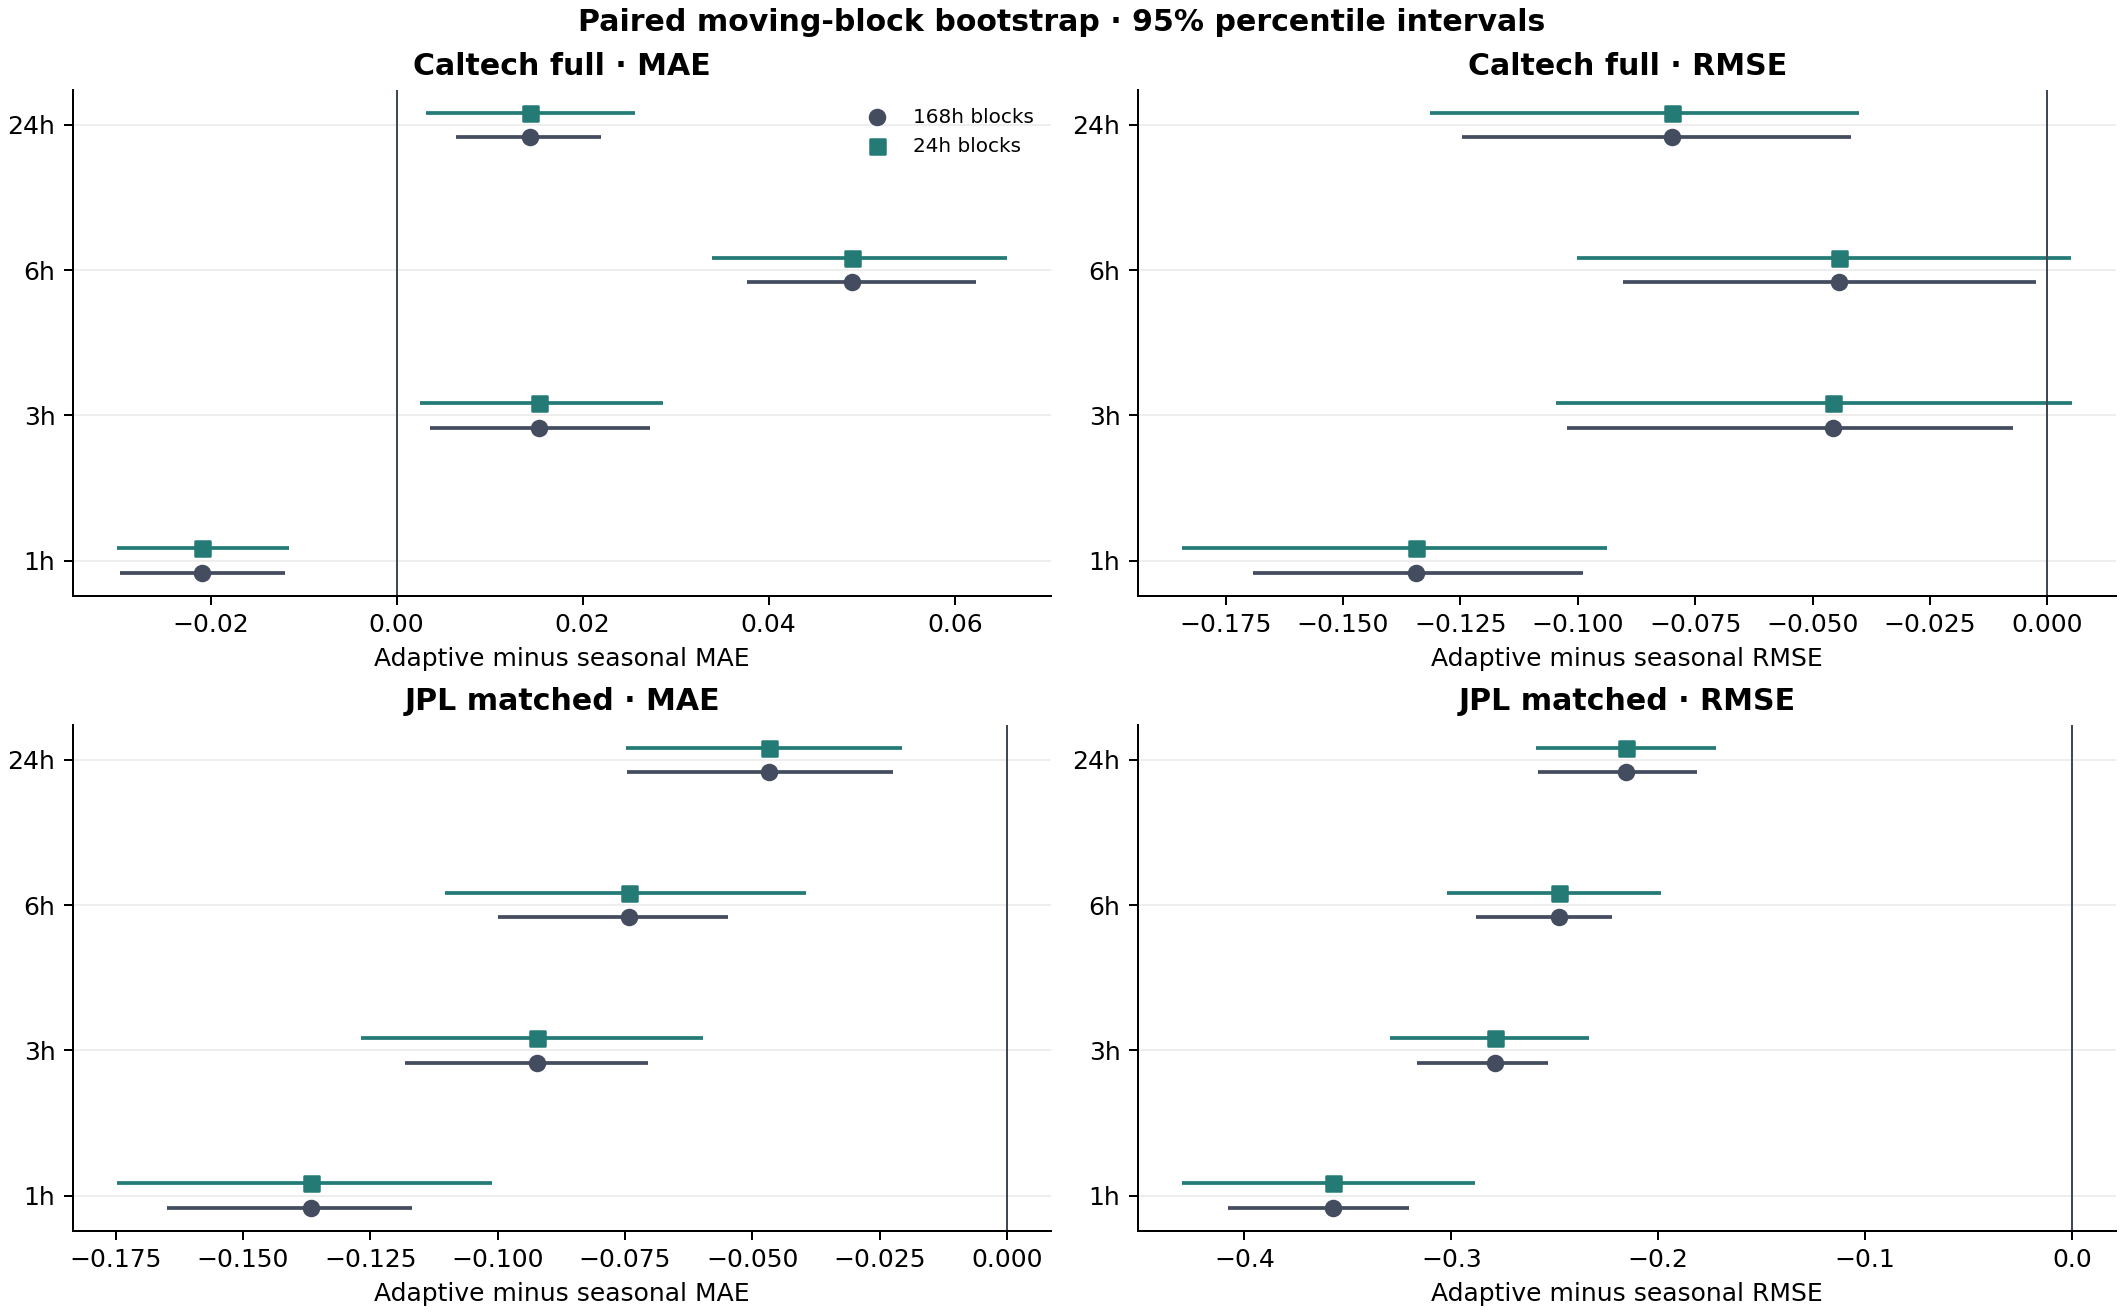 Paired moving-block bootstrap · 95% percentile intervals
Caltech full · MAE
168h blocks
24h blocks
24h
6h
3h
1h
−0.02 0.00 0.02 0.04 0.06
Adaptive minus seasonal MAE
Caltech full · RMSE
24h
6h
3h
1h
−0.175 −0.150 −0.125 −0.100 −0.075 −0.050 −0.025 0.000
Adaptive minus seasonal RMSE
JPL matched · MAE
24h
6h
3h
1h
−0.175 −0.150 −0.125 −0.100 −0.075 −0.050 −0.025 0.000
Adaptive minus seasonal MAE
JPL matched · RMSE
24h
6h
3h
1h
−0.4 −0.3 −0.2 −0.1 0.0
Adaptive minus seasonal RMSE